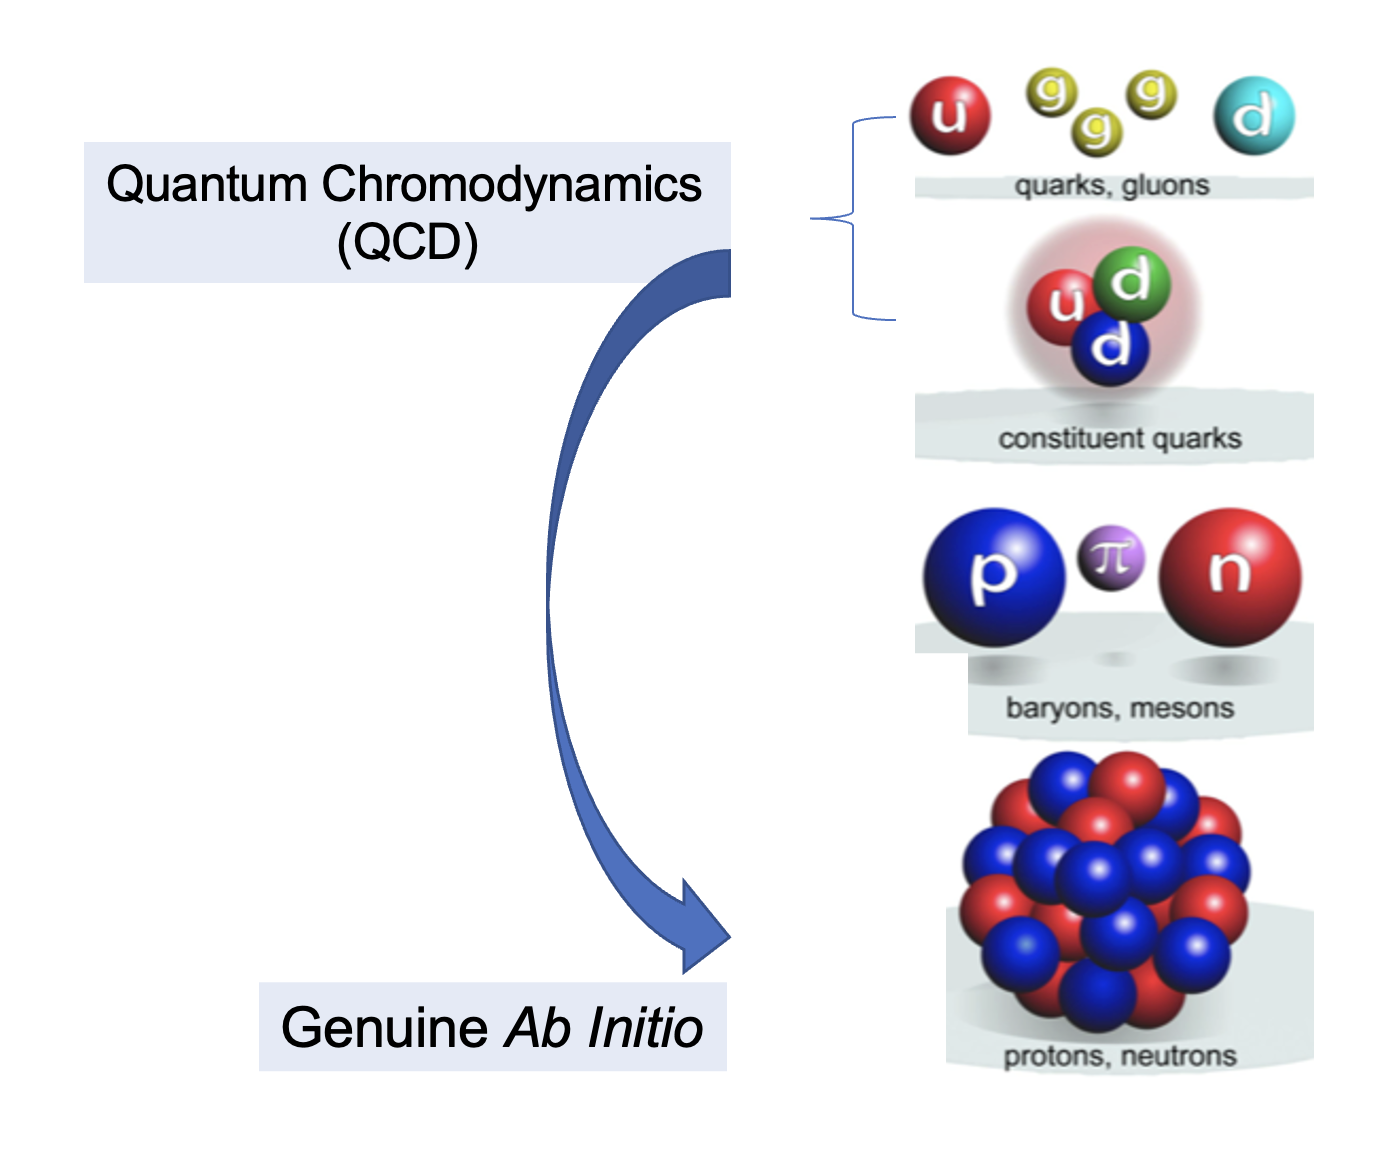 Quantum Chromodynamics
(QCD)
u g g g d
quarks, gluons
u d d
constituent quarks
p π n
baryons, mesons
protons, neutrons
Genuine Ab Initio